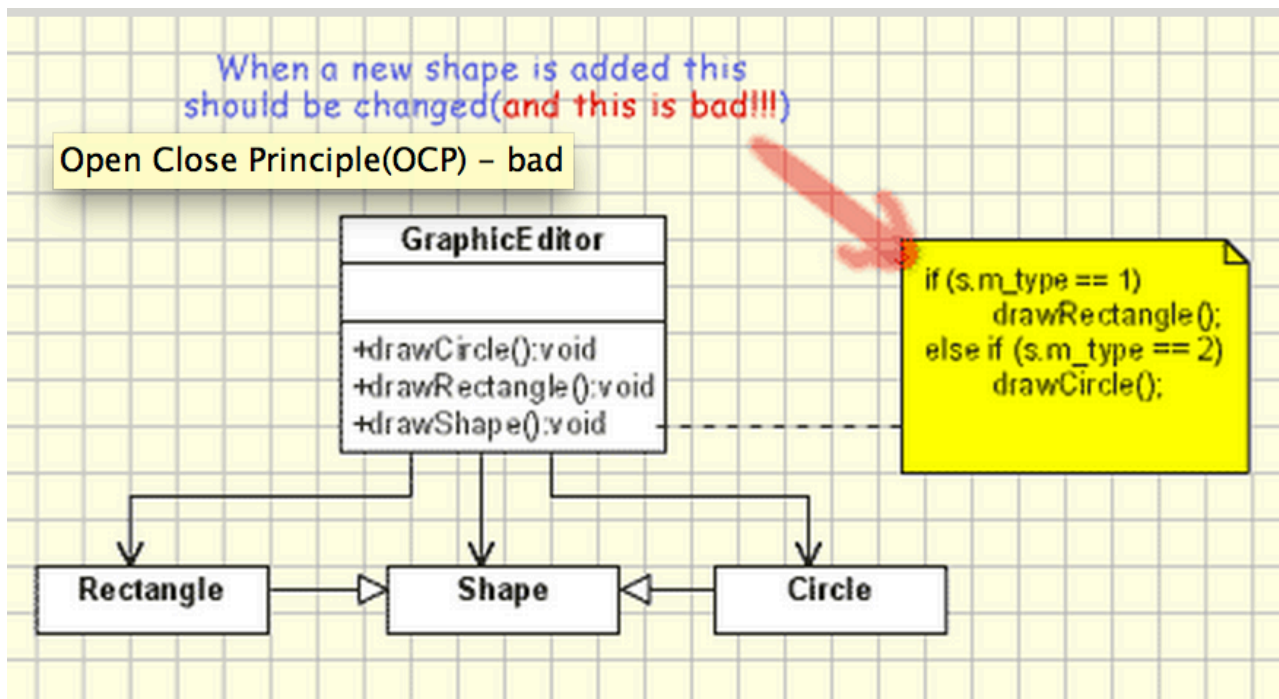 When a new shape is added this
should be changed(and this is bad!!!)
Open Close Principle(OCP) – bad
GraphicEditor
+drawCircle():void
+drawRectangle():void
+drawShape():void
if (s.m_type == 1)
drawRectangle();
else if (s.m_type == 2)
drawCircle();
Rectangle
Shape
Circle